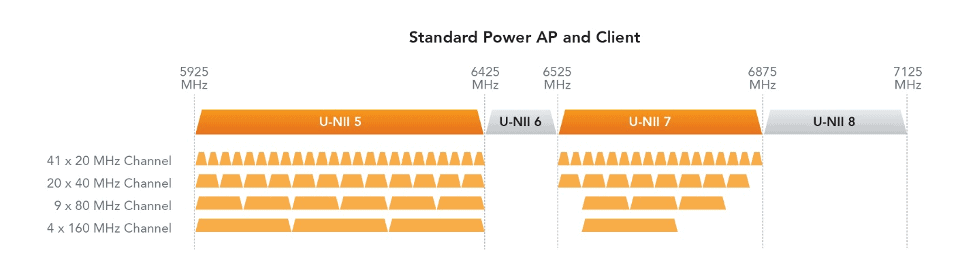 Standard Power AP and Client
5925 MHz
6425 MHz
6525 MHz
6875 MHz
7125 MHz
U-NII 5
U-NII 6
U-NII 7
U-NII 8
41 x 20 MHz Channel
20 x 40 MHz Channel
9 x 80 MHz Channel
4 x 160 MHz Channel